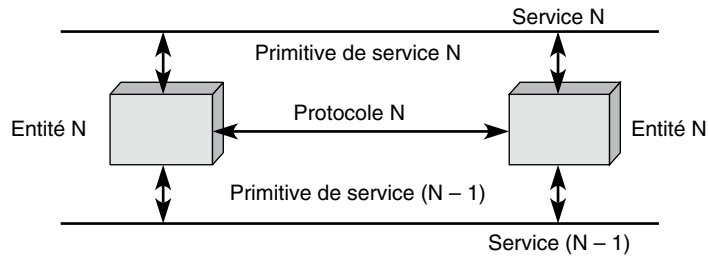 Service N
Primitive de service N
Protocole N
Entité N
Entité N
Primitive de service (N – 1)
Service (N – 1)